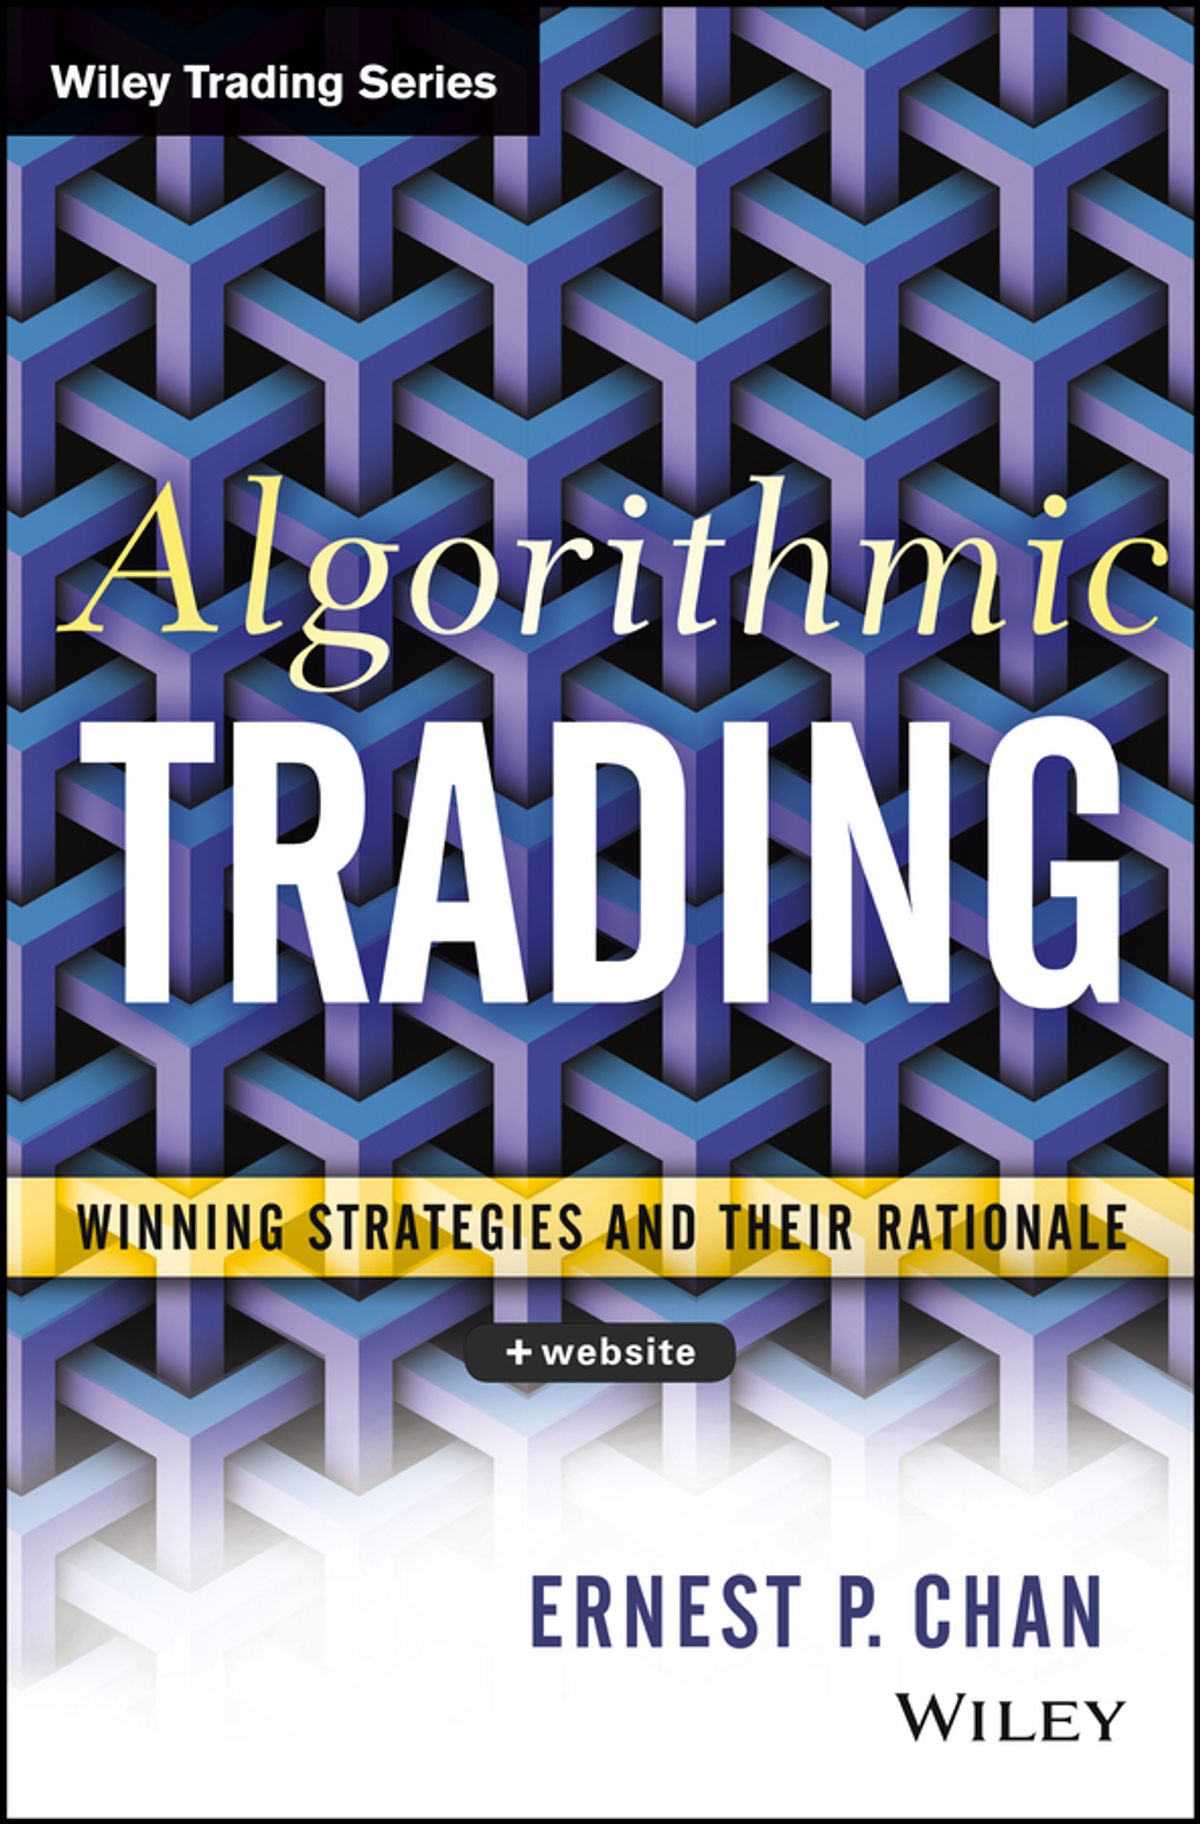 Wiley Trading Series
Algorithmic
TRADING
WINNING STRATEGIES AND THEIR RATIONALE
+ website
ERNEST P. CHAN
WILEY